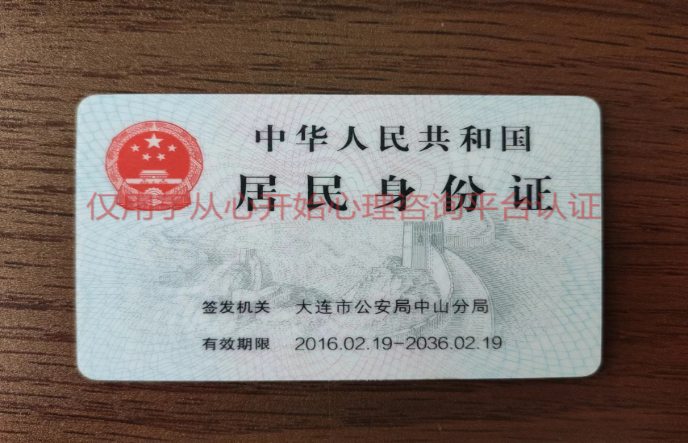 中华人民共和国
居民身份证
仅用于从心开始心理咨询平台认证
签发机关 大连市公安局中山分局
有效期限 2016.02.19-2036.02.19